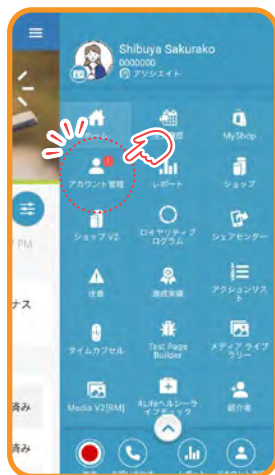 Shibuya Sakurako
0000000
アソシエイト
PM
ホーム
MyShop
アカウント管理
レポート
ショップ
ショップ V2
ロイヤリティプ
ログラム
シェアセンター
ナス
注意
達成実績
アクションリス
ト
タイムカプセル
Test Page
Builder
メディア ライブ
ラリー
済み
Media V2[RM]
4Lifeヘルシーラ
イフチェック
紹介者
済み